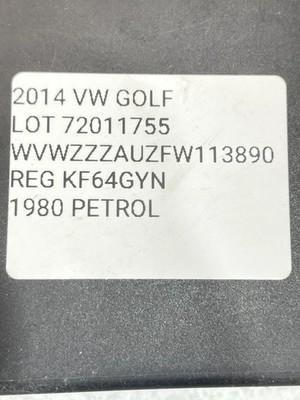 2014 VW GOLF
LOT 72011755
WVWZZZAUZFW113890
REG KF64GYN
1980 PETROL